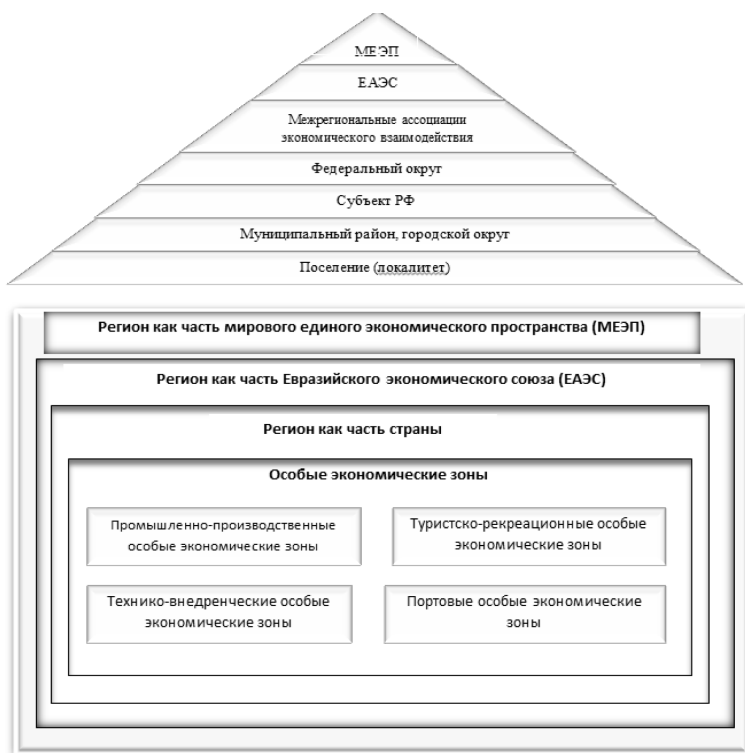 МЕЭП
ЕАЭС
Межрегиональные ассоциации
экономического взаимодействия
Федеральный округ
Субъект РФ
Муниципальный район, городской округ
Поселение (локалитет)
Регион как часть мирового единого экономического пространства (МЕЭП)
Регион как часть Евразийского экономического союза (ЕАЭС)
Регион как часть страны
Особые экономические зоны
Промышленно-производственные
особые экономические зоны
Туристско-рекреационные особые
экономические зоны
Технико-внедренческие особые
экономические зоны
Портовые особые экономические
зоны